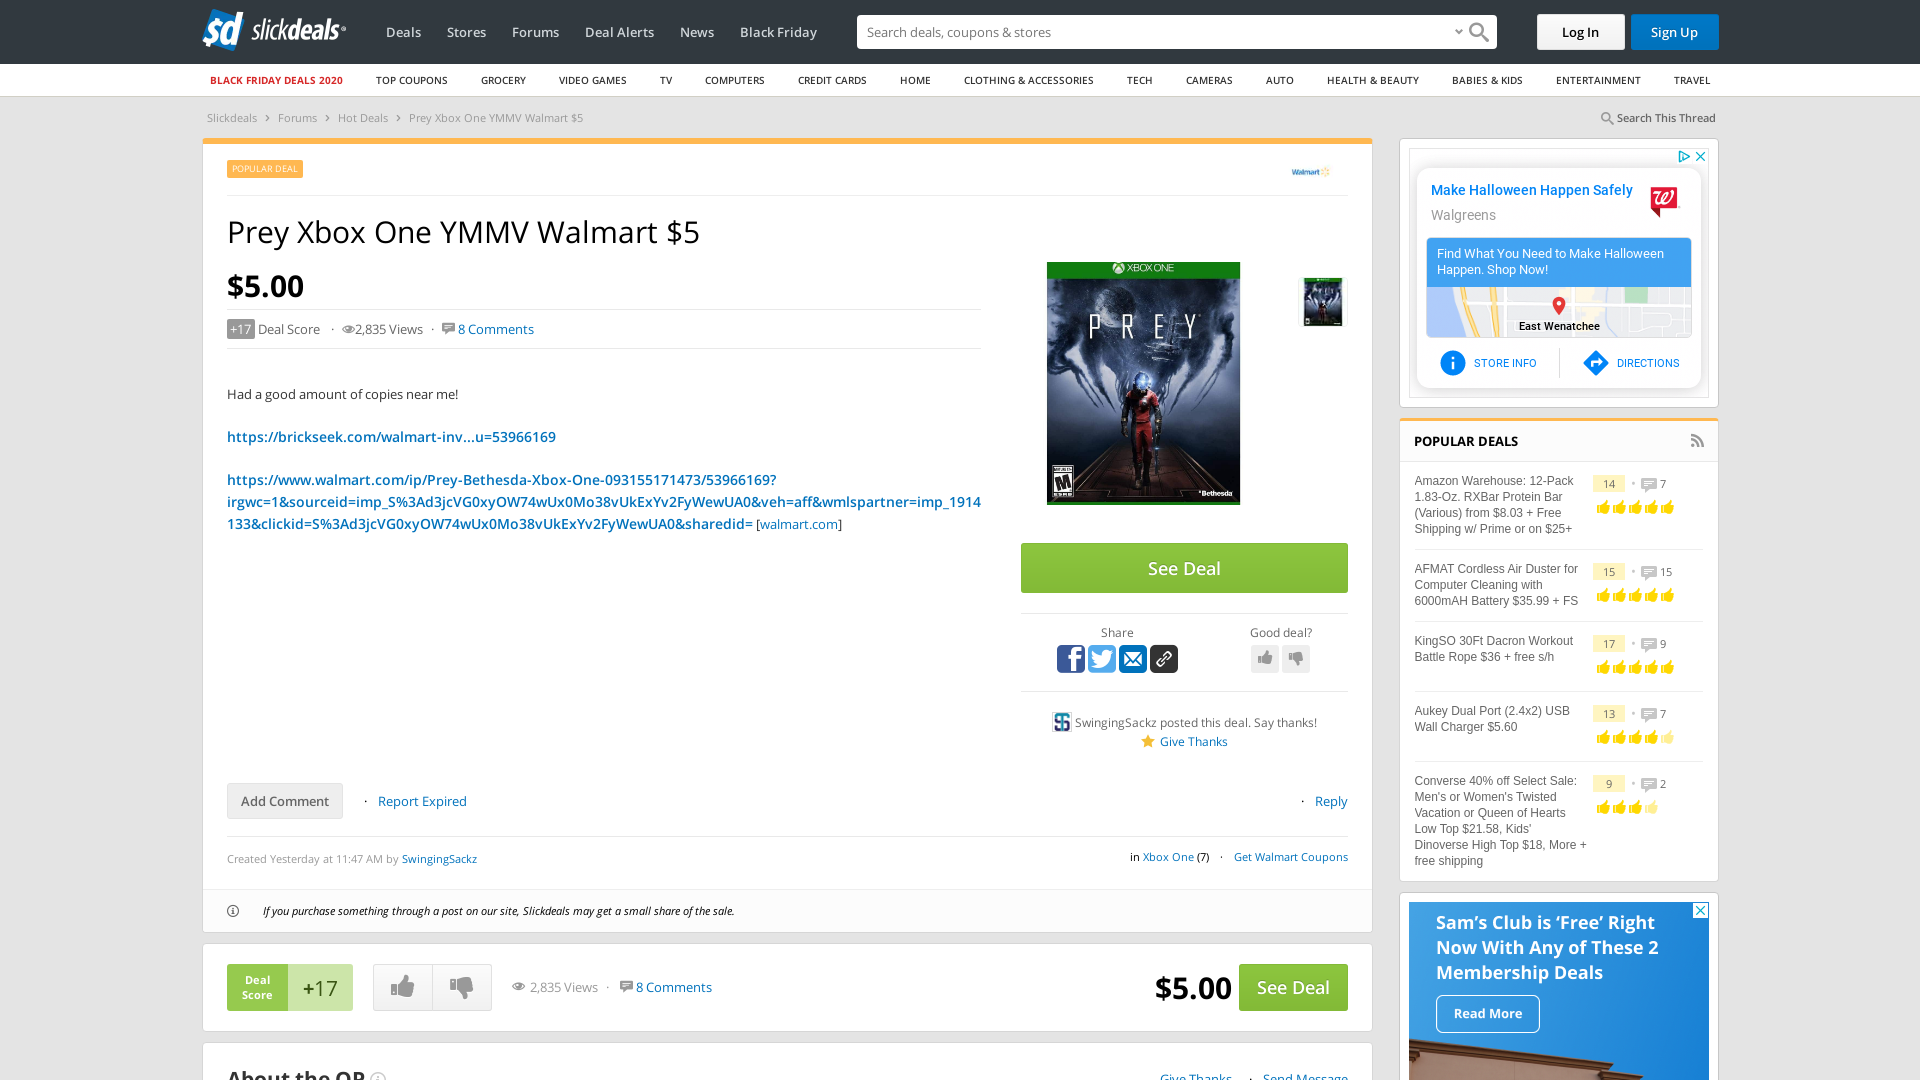 slickdeals
Deals
Stores
Forums
Deal Alerts
News
Black Friday
Search deals, coupons & stores
Log In
Sign Up
BLACK FRIDAY DEALS 2020
TOP COUPONS
GROCERY
VIDEO GAMES
TV
COMPUTERS
CREDIT CARDS
HOME
CLOTHING & ACCESSORIES
TECH
CAMERAS
AUTO
HEALTH & BEAUTY
BABIES & KIDS
ENTERTAINMENT
TRAVEL
Slickdeals › Forums › Hot Deals › Prey Xbox One YMMV Walmart $5
Search This Thread
POPULAR DEAL
Walmart
Prey Xbox One YMMV Walmart $5
$5.00
+17 Deal Score · 2,835 Views · 8 Comments
Had a good amount of copies near me!
https://brickseek.com/walmart-inv...u=53966169
https://www.walmart.com/ip/Prey-Bethesda-Xbox-One-093155171473/53966169?
irgwc=1&sourceid=imp_S%3Ad3jcVG0xyOW74wUx0Mo38vUkExYv2FyWewUA0&veh=aff&wmlspartner=imp_1914
133&clickid=S%3Ad3jcVG0xyOW74wUx0Mo38vUkExYv2FyWewUA0&sharedid= [walmart.com]
XBOX ONE
PREY
M
Bethesda
See Deal
Share
Good deal?
SwingingSackz posted this deal. Say thanks!
Give Thanks
Add Comment
· Report Expired
· Reply
Created Yesterday at 11:47 AM by SwingingSackz
in Xbox One (7) · Get Walmart Coupons
If you purchase something through a post on our site, Slickdeals may get a small share of the sale.
Deal
Score
+17
2,835 Views · 8 Comments
$5.00
See Deal
About the OP
Give Thanks · Send Message
Make Halloween Happen Safely
Walgreens
Find What You Need to Make Halloween
Happen. Shop Now!
East Wenatchee
STORE INFO
DIRECTIONS
POPULAR DEALS
Amazon Warehouse: 12-Pack
1.83-Oz. RXBar Protein Bar
(Various) from $8.03 + Free
Shipping w/ Prime or on $25+
14 · 7
AFMAT Cordless Air Duster for
Computer Cleaning with
6000mAH Battery $35.99 + FS
15 · 15
KingSO 30Ft Dacron Workout
Battle Rope $36 + free s/h
17 · 9
Aukey Dual Port (2.4x2) USB
Wall Charger $5.60
13 · 7
Converse 40% off Select Sale:
Men's or Women's Twisted
Vacation or Queen of Hearts
Low Top $21.58, Kids'
Dinoverse High Top $18, More +
free shipping
9 · 2
Sam's Club is 'Free' Right
Now With Any of These 2
Membership Deals
Read More